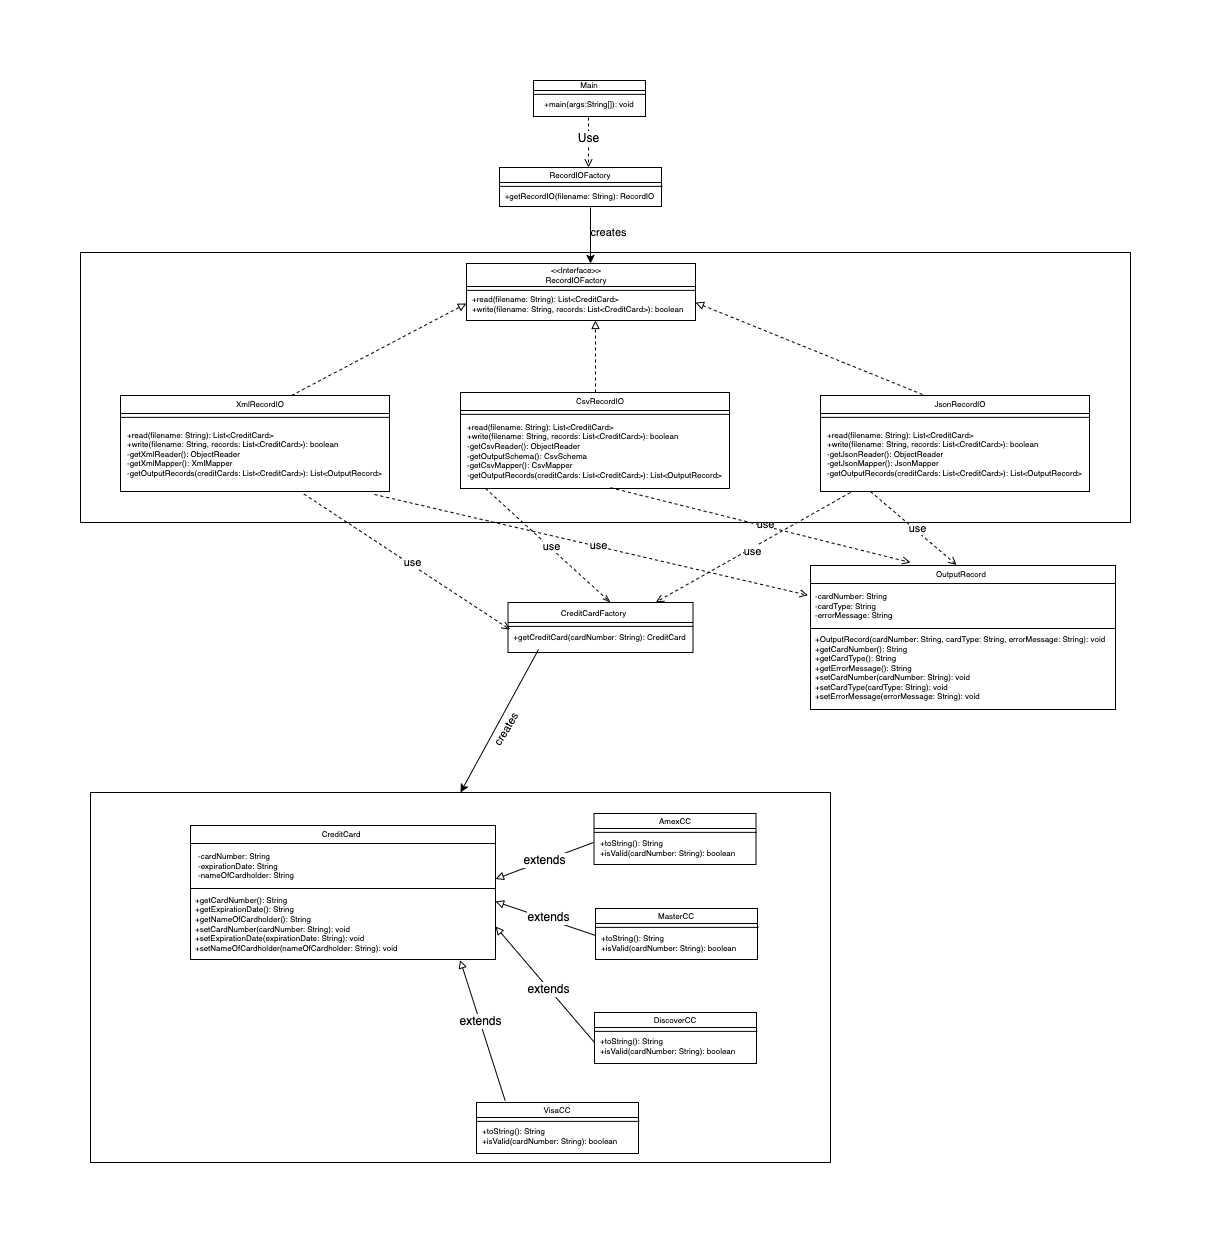 Main
+main(args:String[]): void
Use
RecordIOFactory
+getRecordIO(filename: String): RecordIO
creates
<<Interface>>
RecordIOFactory
+read(filename: String): List<CreditCard>
+write(filename: String, records: List<CreditCard>): boolean
XmlRecordIO
+read(filename: String): List<CreditCard>
+write(filename: String, records: List<CreditCard>): boolean
-getXmlReader(): ObjectReader
-getXmlMapper(): XmlMapper
-getOutputRecords(creditCards: List<CreditCard>): List<OutputRecord>
CsvRecordIO
+read(filename: String): List<CreditCard>
+write(filename: String, records: List<CreditCard>): boolean
-getCsvReader(): ObjectReader
-getOutputSchema(): CsvSchema
-getCsvMapper(): CsvMapper
-getOutputRecords(creditCards: List<CreditCard>): List<OutputRecord>
JsonRecordIO
+read(filename: String): List<CreditCard>
+write(filename: String, records: List<CreditCard>): boolean
-getJsonReader(): ObjectReader
-getJsonMapper(): JsonMapper
-getOutputRecords(creditCards: List<CreditCard>): List<OutputRecord>
use
use
use
use
use
use
CreditCardFactory
+getCreditCard(cardNumber: String): CreditCard
OutputRecord
-cardNumber: String
-cardType: String
-errorMessage: String
+OutputRecord(cardNumber: String, cardType: String, errorMessage: String): void
+getCardNumber(): String
+getCardType(): String
+getErrorMessage(): String
+setCardNumber(cardNumber: String): void
+setCardType(cardType: String): void
+setErrorMessage(errorMessage: String): void
creates
CreditCard
-cardNumber: String
-expirationDate: String
-nameOfCardholder: String
+getCardNumber(): String
+getExpirationDate(): String
+getNameOfCardholder(): String
+setCardNumber(cardNumber: String): void
+setExpirationDate(expirationDate: String): void
+setNameOfCardholder(nameOfCardholder: String): void
extends
AmexCC
+toString(): String
+isValid(cardNumber: String): boolean
extends
MasterCC
+toString(): String
+isValid(cardNumber: String): boolean
extends
DiscoverCC
+toString(): String
+isValid(cardNumber: String): boolean
extends
VisaCC
+toString(): String
+isValid(cardNumber: String): boolean